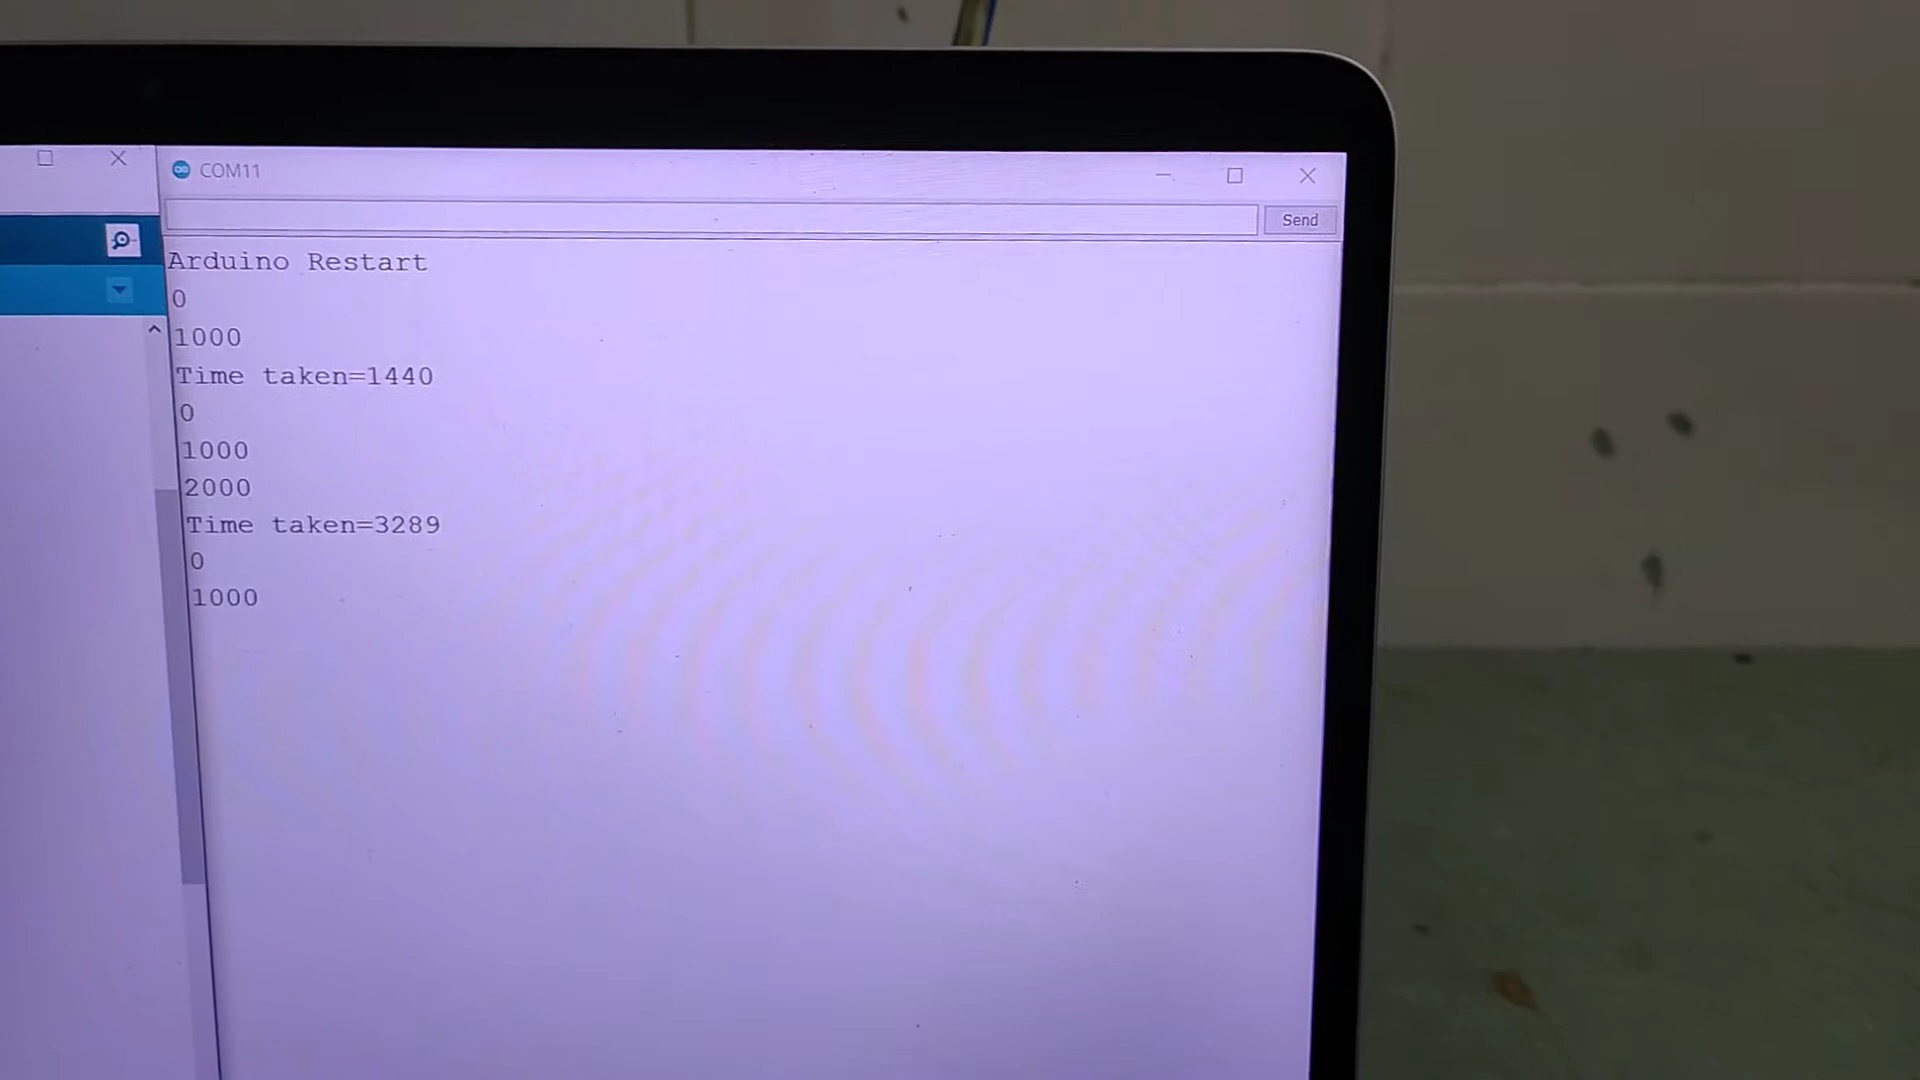 COM11
Send
Arduino Restart
0
1000
Time taken=1440
0
1000
2000
Time taken=3289
0
1000